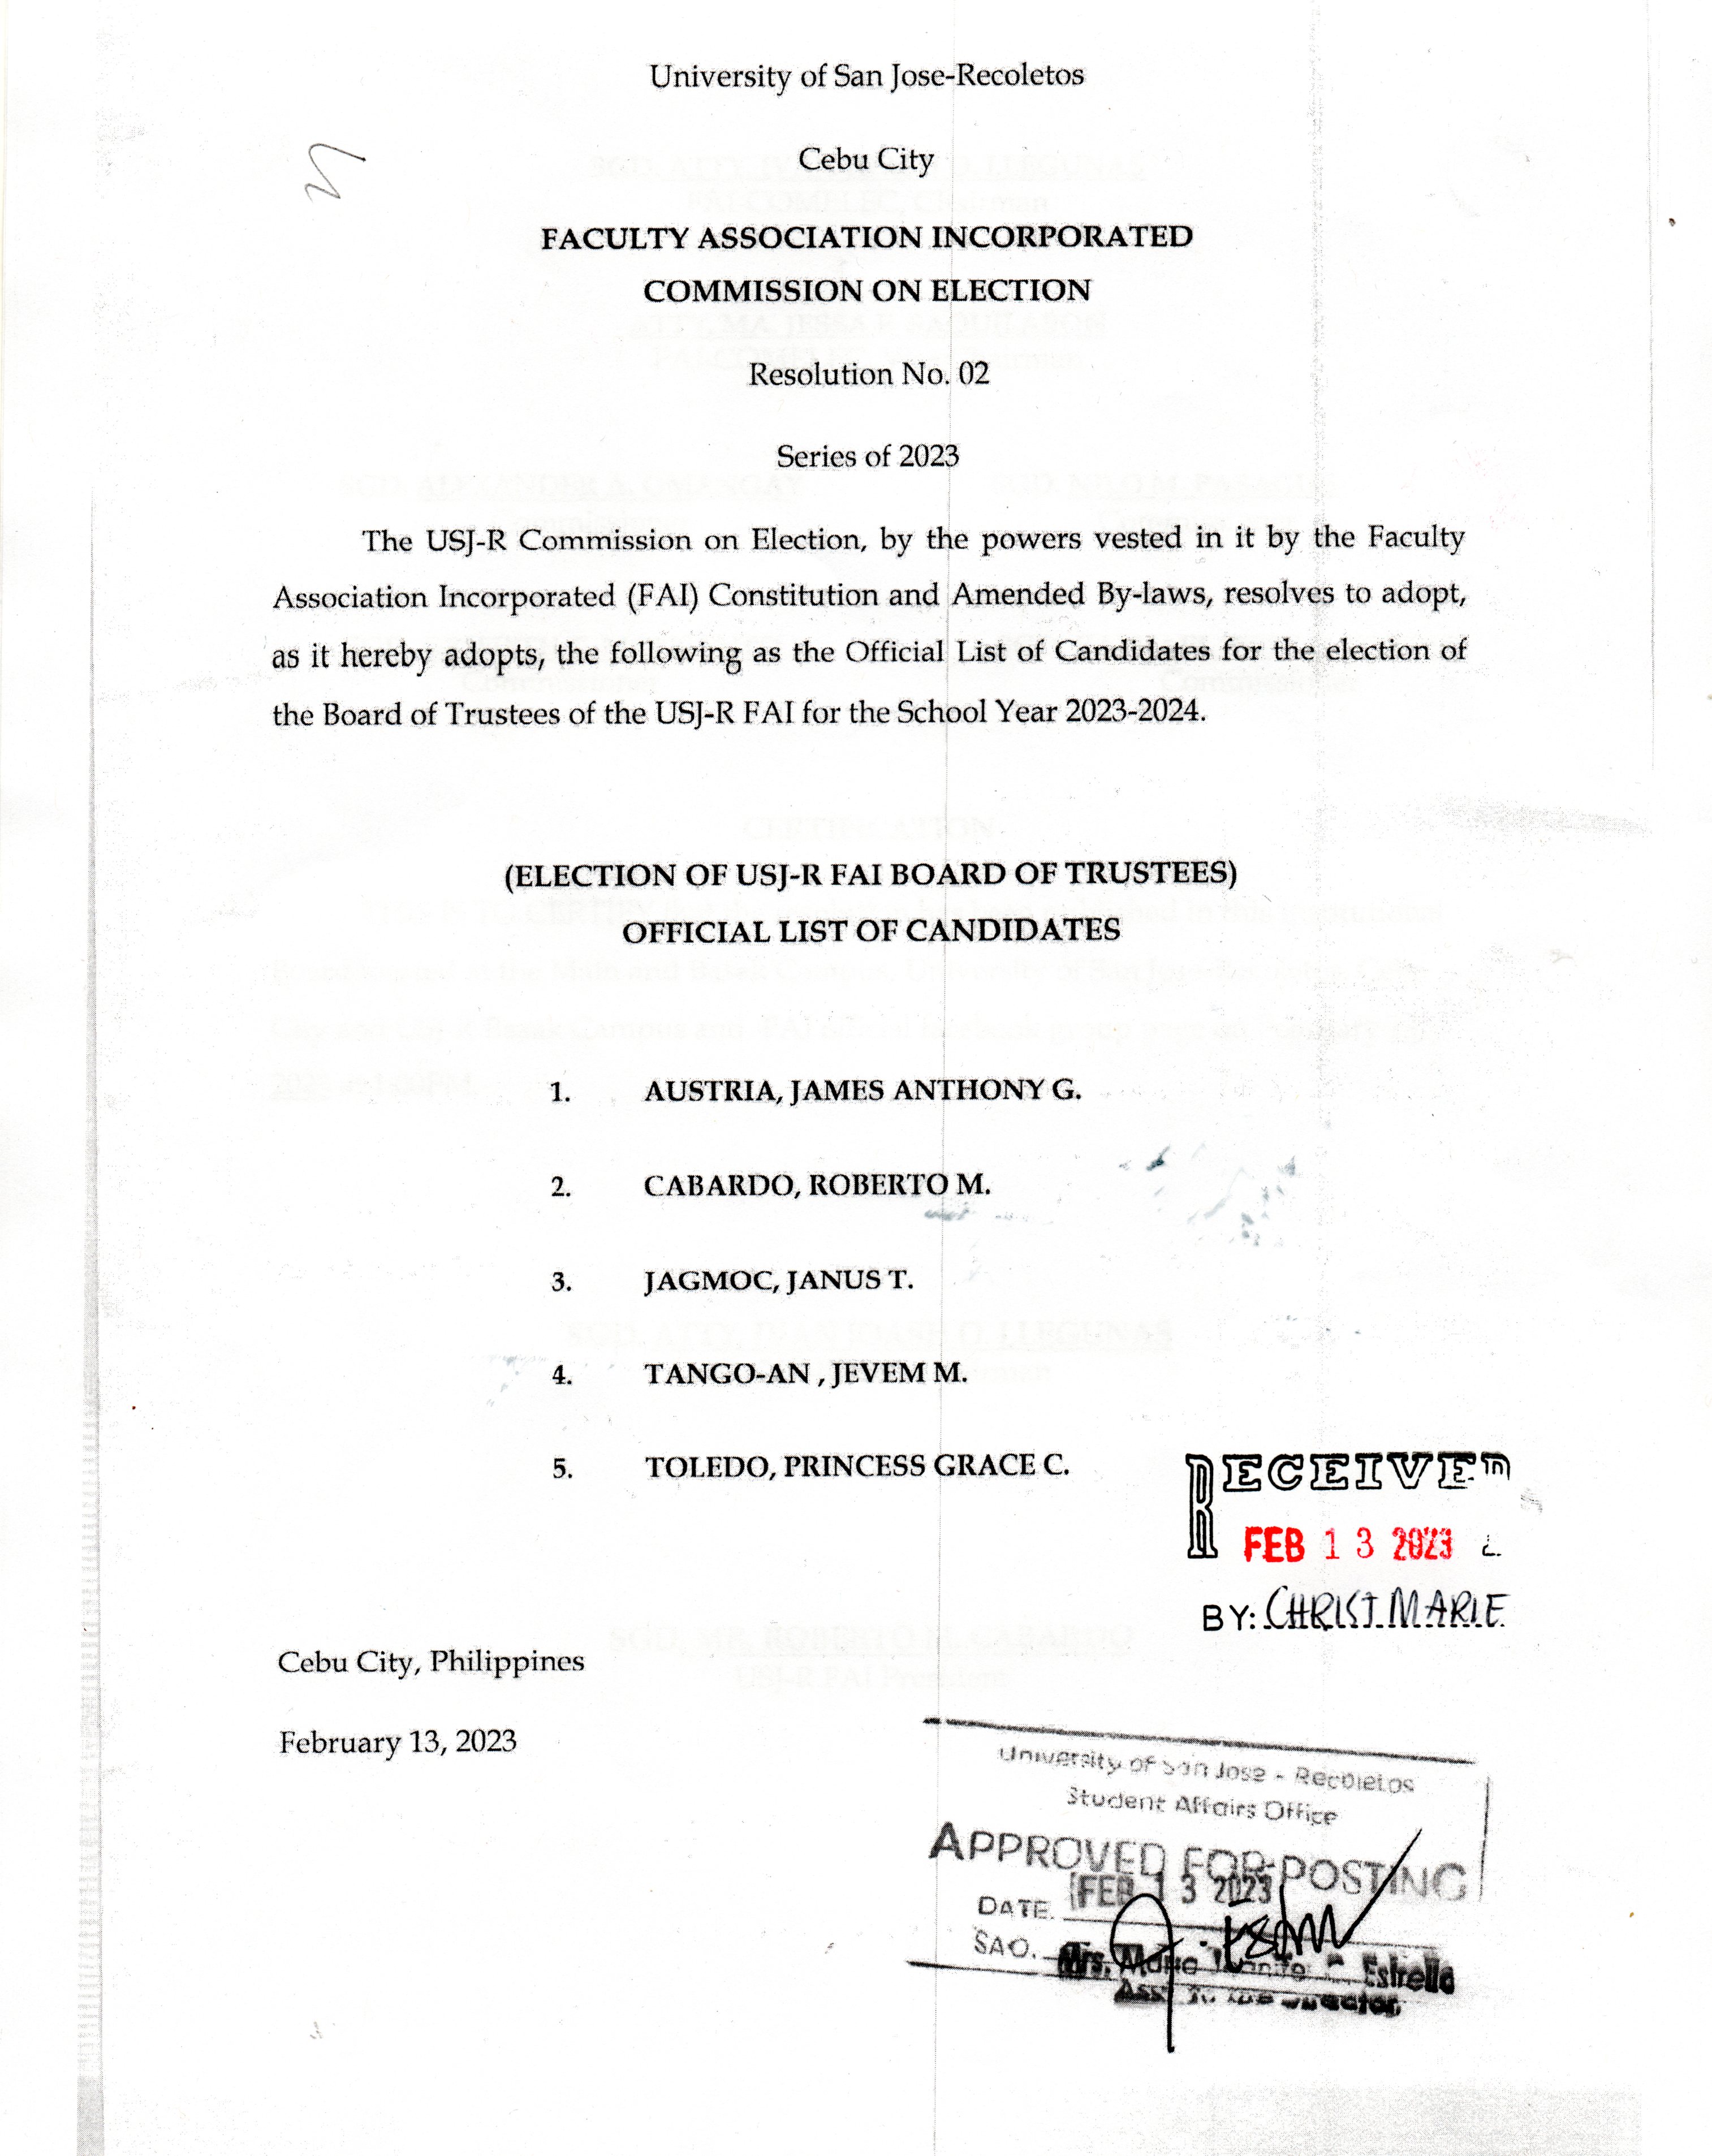 University of San Jose-Recoletos
Cebu City
FACULTY ASSOCIATION INCORPORATED
COMMISSION ON ELECTION
Resolution No. 02
Series of 2023
The USJ-R Commission on Election, by the powers vested in it by the Faculty
Association Incorporated (FAI) Constitution and Amended By-laws, resolves to adopt,
as it hereby adopts, the following as the Official List of Candidates for the election of
the Board of Trustees of the USJ-R FAI for the School Year 2023-2024.
(ELECTION OF USJ-R FAI BOARD OF TRUSTEES)
OFFICIAL LIST OF CANDIDATES
1. AUSTRIA, JAMES ANTHONY G.
2. CABARDO, ROBERTO M.
3. JAGMOC, JANUS T.
4. TANGO-AN , JEVEM M.
5. TOLEDO, PRINCESS GRACE C.
RECEIVED
FEB 13 2023
BY: CHRIST MARIE
Cebu City, Philippines
February 13, 2023
University of San Jose - Recoletos
Student Affairs Office
APPROVED FOR POSTING
DATE. FEB 13 2023
SAO. Mrs. Estrella